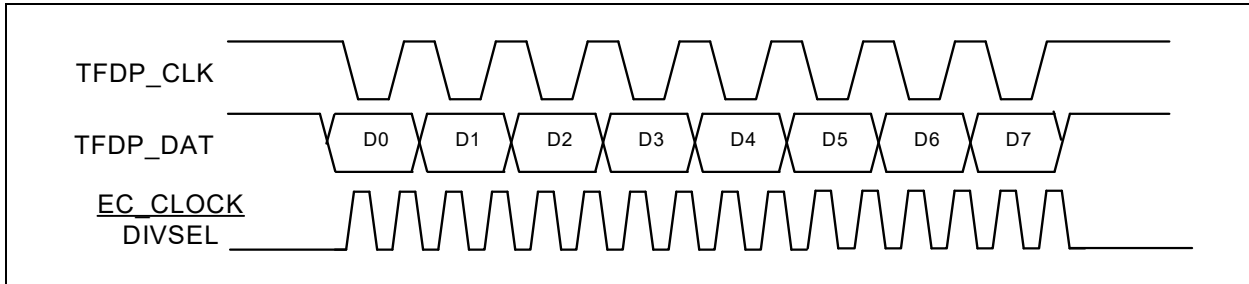 TFDP_CLK
TFDP_DAT D0 D1 D2 D3 D4 D5 D6 D7
EC_CLOCK
DIVSEL